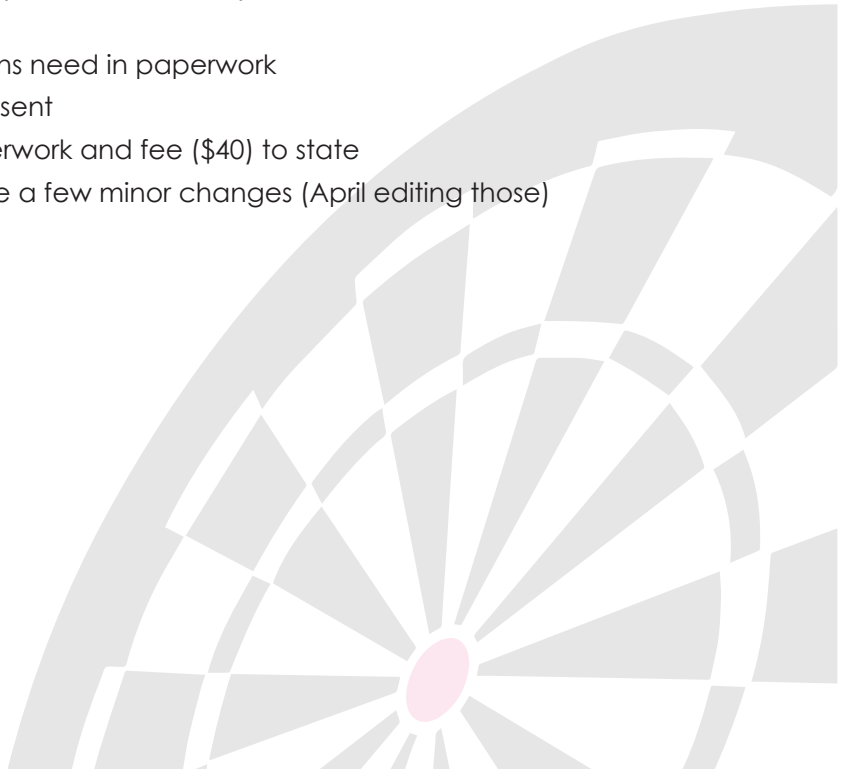 ns need in paperwork
sent
erwork and fee ($40) to state
e a few minor changes (April editing those)